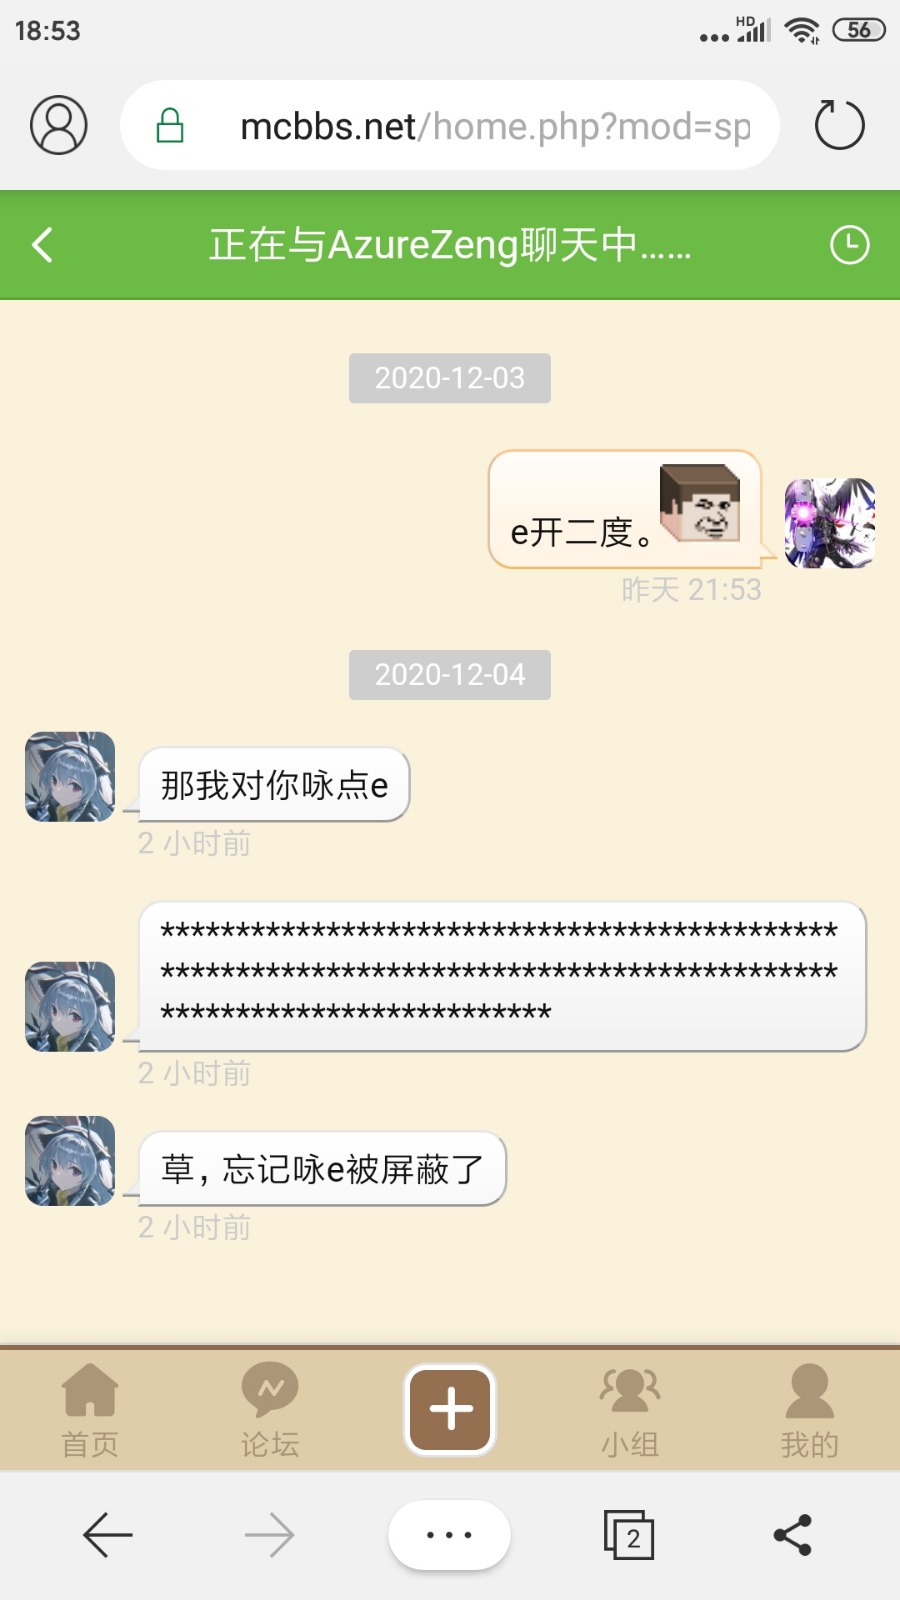 18:53
HD
56
mcbbs.net/home.php?mod=sp
正在与AzureZeng聊天中……
2020-12-03
e开二度。
昨天 21:53
2020-12-04
那我对你咏点e
2 小时前
*********************************************
*********************************************
**************************
2 小时前
草，忘记咏e被屏蔽了
2 小时前
首页
论坛
小组
我的
2